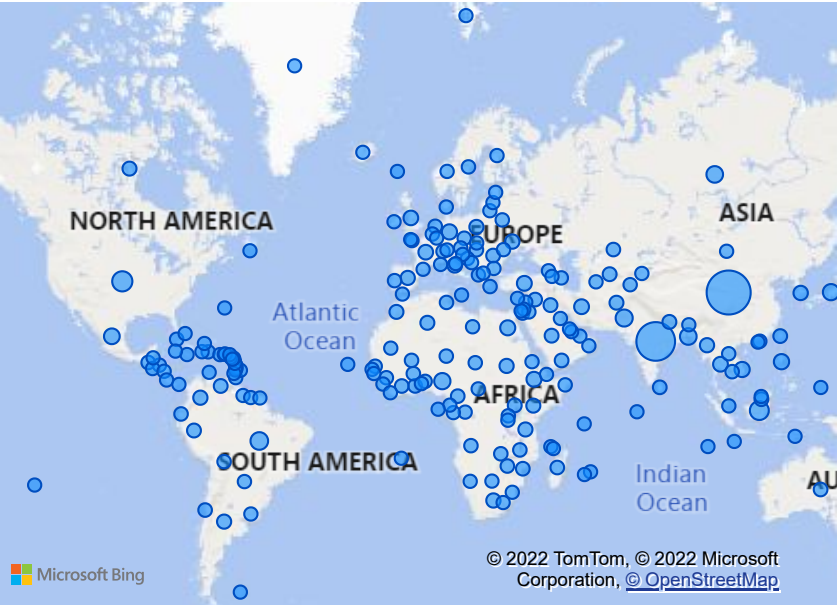 NORTH AMERICA
EUROPE
ASIA
Atlantic
Ocean
AFRICA
SOUTH AMERICA
Indian
Ocean
AU
Microsoft Bing
© 2022 TomTom, © 2022 Microsoft
Corporation, © OpenStreetMap